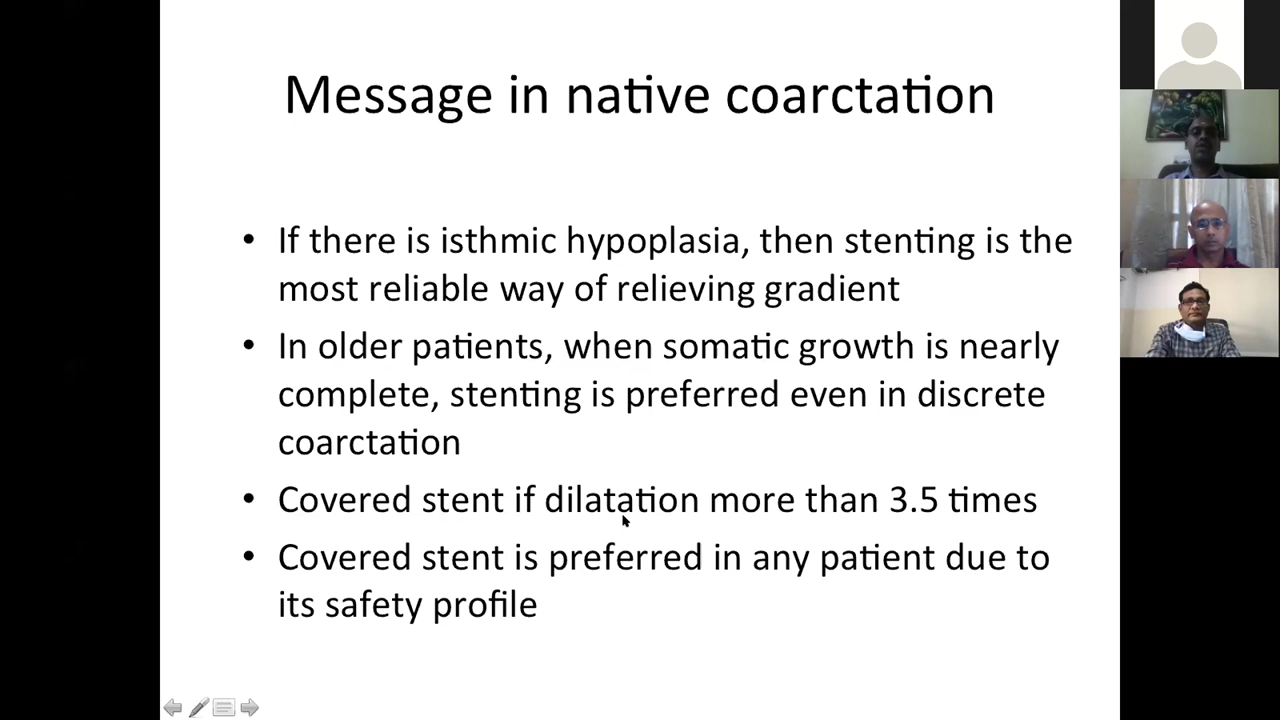 Message in native coarctation
• If there is isthmic hypoplasia, then stenting is the
most reliable way of relieving gradient
• In older patients, when somatic growth is nearly
complete, stenting is preferred even in discrete
coarctation
• Covered stent if dilatation more than 3.5 times
• Covered stent is preferred in any patient due to
its safety profile